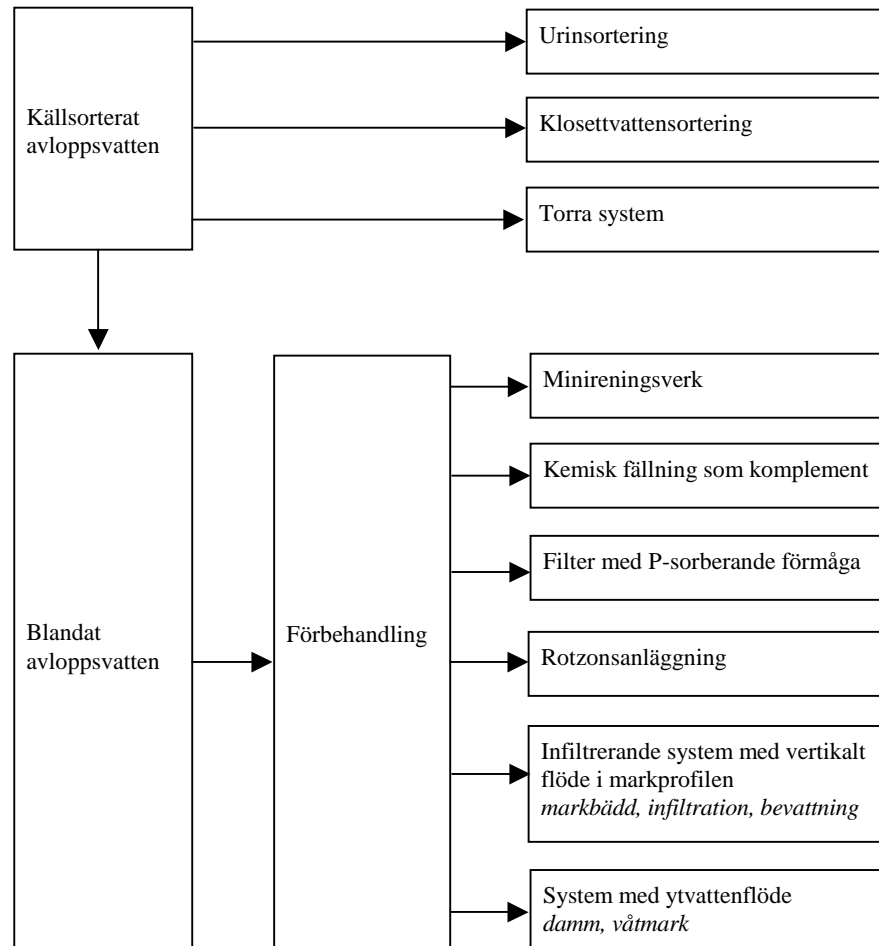 Källsorterat
avloppsvatten
Urinsortering
Klosettvattensortering
Torra system
Blandat
avloppsvatten
Förbehandling
Minireningsverk
Kemisk fällning som komplement
Filter med P-sorberande förmåga
Rotzonsanläggning
Infiltrerande system med vertikalt
flöde i markprofilen
markbädd, infiltration, bevattning
System med ytvattenflöde
damm, våtmark